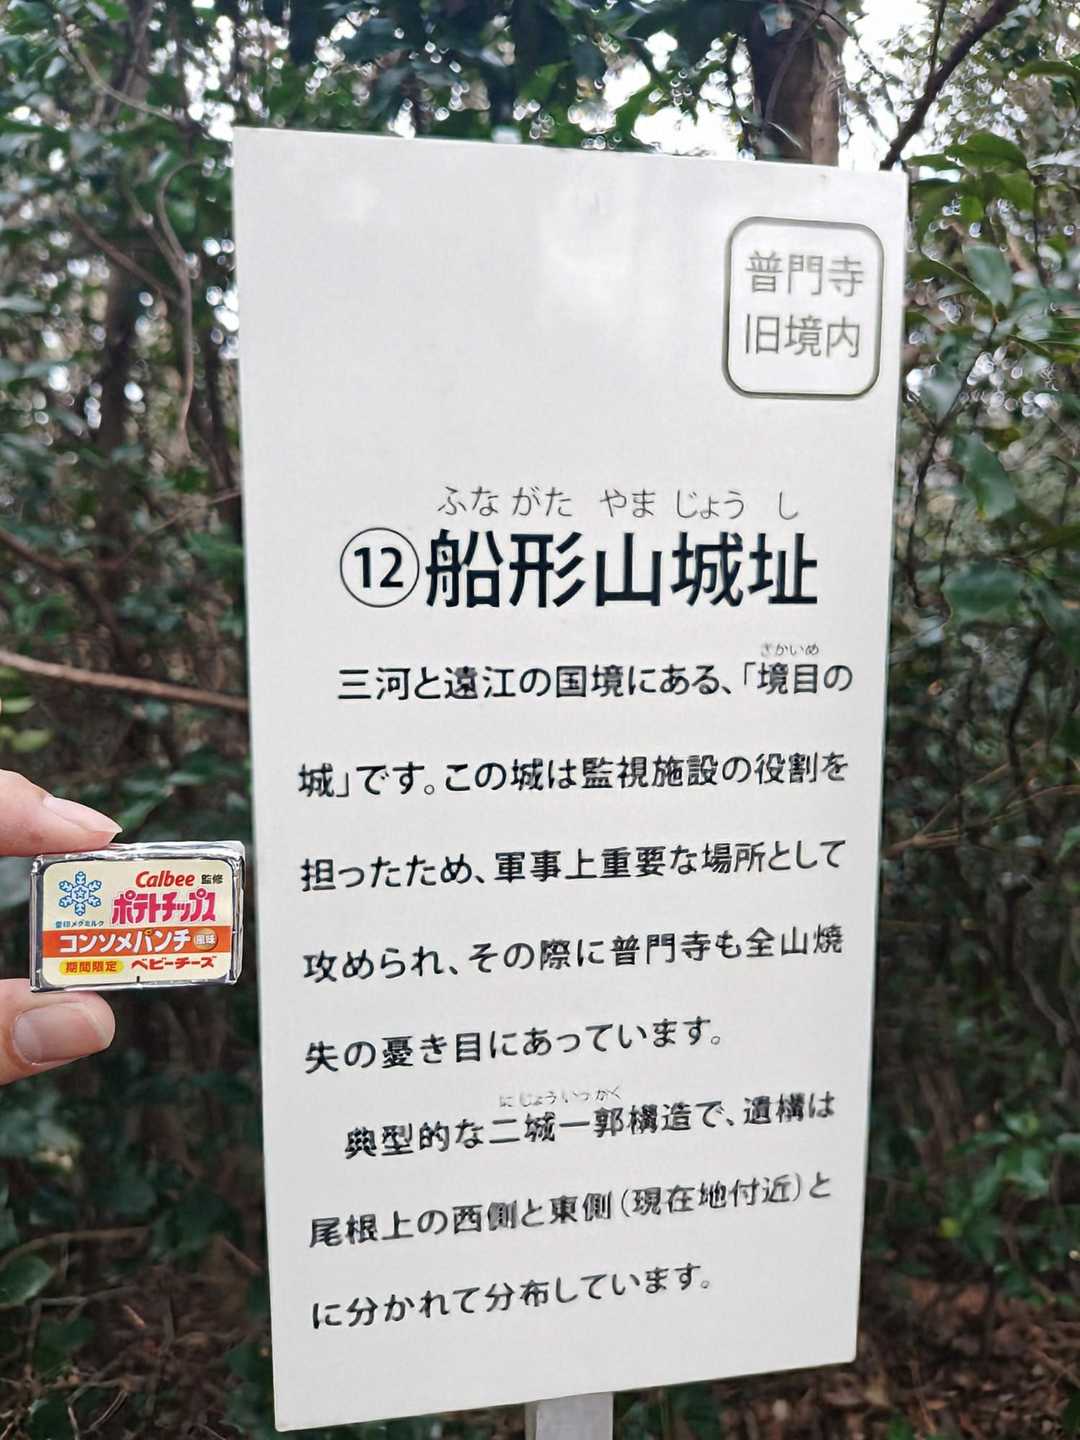 普門寺
旧境内
ふながたやまじょうし
⑫船形山城址
さかいめ
三河と遠江の国境にある、「境目の
城」です。この城は監視施設の役割を
担ったため、軍事上重要な場所として
攻められ、その際に普門寺も全山焼
失の憂き目にあっています。
にじょういっかく
典型的な二城一郭構造で、遺構は
尾根上の西側と東側(現在地付近)と
に分かれて分布しています。
Calbee 監修
ポテトチップス
雪印メグミルク
コンソメパンチ 風味
期間限定 ベビーチーズ